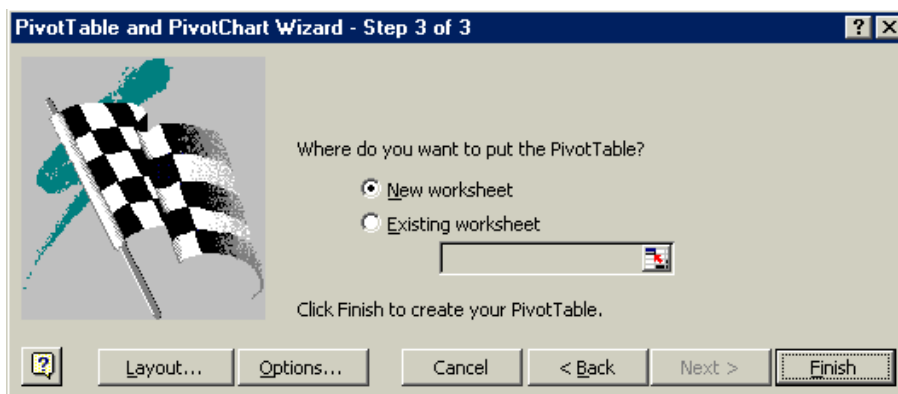 PivotTable and PivotChart Wizard - Step 3 of 3
Where do you want to put the PivotTable?
New worksheet
Existing worksheet
Click Finish to create your PivotTable.
Layout... Options... Cancel < Back Next > Finish